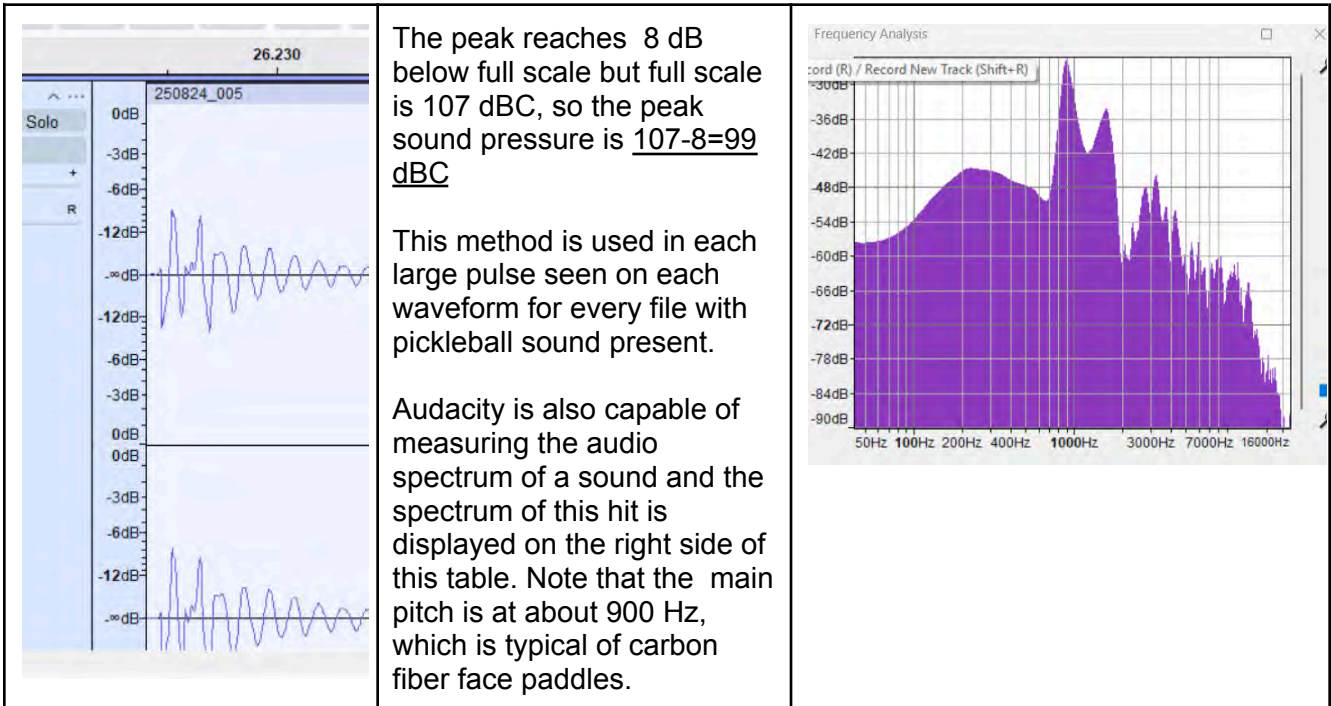 26.230
250824_005
Solo
+
R
0dB
-3dB
-6dB
-12dB
-∞dB
-12dB
-6dB
-3dB
0dB
0dB
-3dB
-6dB
-12dB
-∞dB
The peak reaches  8 dB
below full scale but full scale
is 107 dBC, so the peak
sound pressure is 107-8=99
dBC
This method is used in each
large pulse seen on each
waveform for every file with
pickleball sound present.
Audacity is also capable of
measuring the audio
spectrum of a sound and the
spectrum of this hit is
displayed on the right side of
this table. Note that the  main
pitch is at about 900 Hz,
which is typical of carbon
fiber face paddles.
Frequency Analysis
cord (R) / Record New Track (Shift+R)
-30dB
-36dB
-42dB
-48dB
-54dB
-60dB
-66dB
-72dB
-78dB
-84dB
-90dB
50Hz 100Hz 200Hz 400Hz 1000Hz 3000Hz 7000Hz 16000Hz